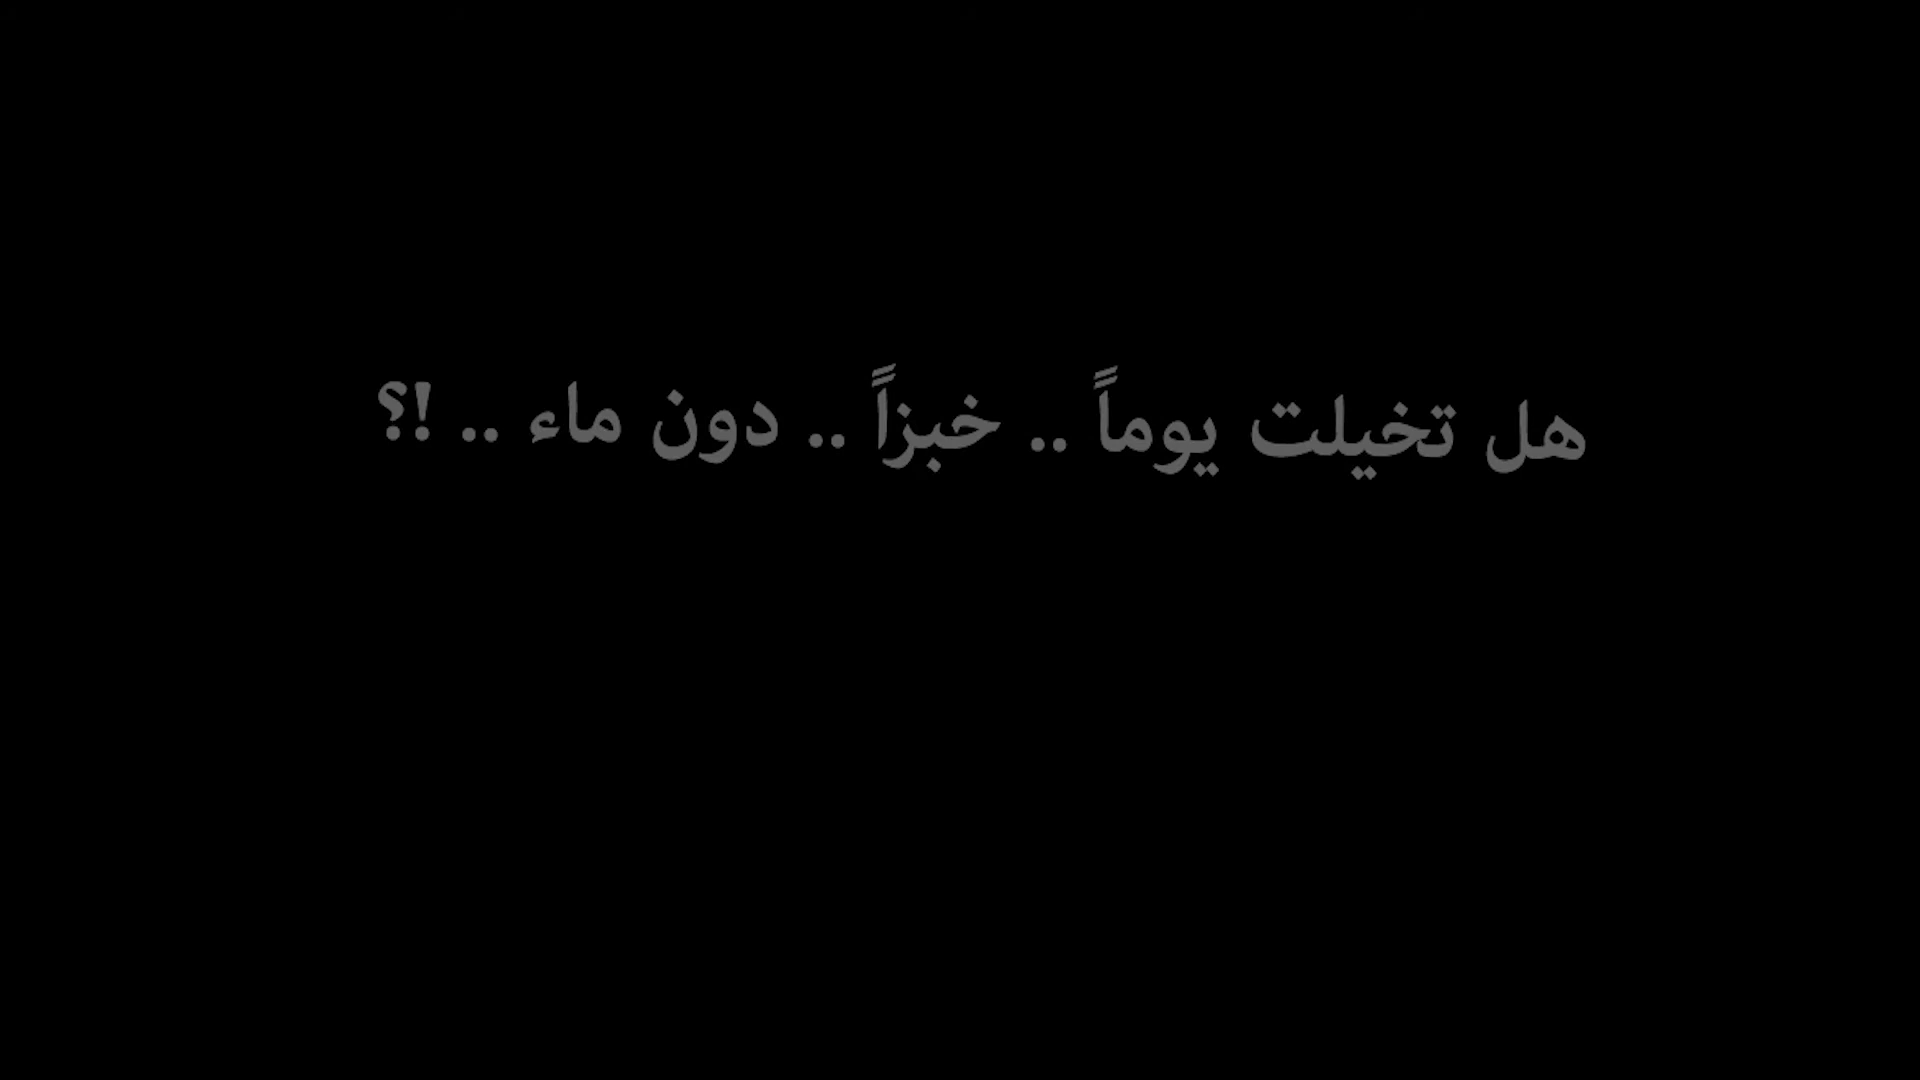 هل تخيلت يوماً .. خبزاً .. دون ماء .. !؟